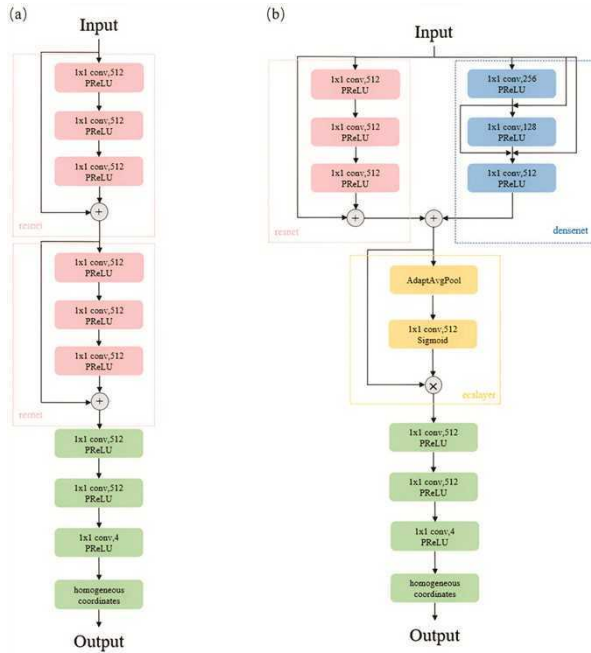 (a)
Input
1x1 conv,512
PReLU
1x1 conv,512
PReLU
1x1 conv,512
PReLU
+
resnet
1x1 conv,512
PReLU
1x1 conv,512
PReLU
1x1 conv,512
PReLU
+
resnet
1x1 conv,512
PReLU
1x1 conv,512
PReLU
1x1 conv,4
PReLU
homogeneous
coordinates
Output
(b)
Input
1x1 conv,512
PReLU
1x1 conv,512
PReLU
1x1 conv,512
PReLU
+
resnet
1x1 conv,256
PReLU
1x1 conv,128
PReLU
1x1 conv,512
PReLU
densenet
+
AdaptAvgPool
1x1 conv,512
Sigmoid
×
ecalayer
1x1 conv,512
PReLU
1x1 conv,512
PReLU
1x1 conv,4
PReLU
homogeneous
coordinates
Output